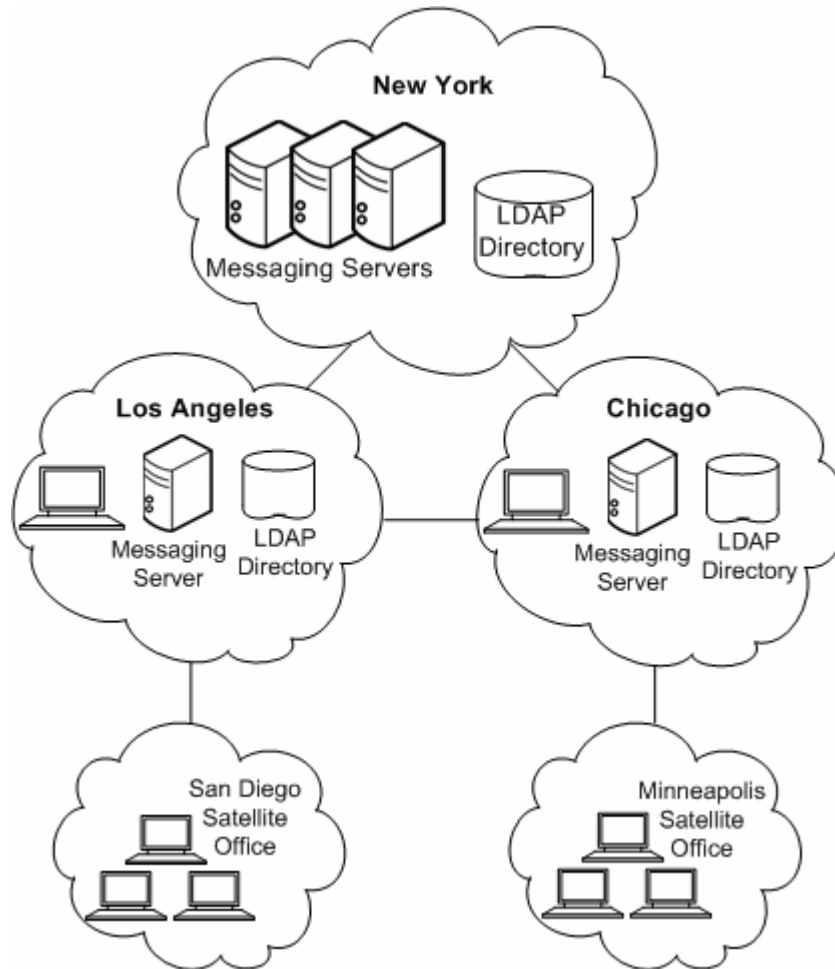 New York
LDAP
Directory
Messaging Servers
Los Angeles
Messaging
Server
LDAP
Directory
Chicago
Messaging
Server
LDAP
Directory
San Diego
Satellite
Office
Minneapolis
Satellite
Office